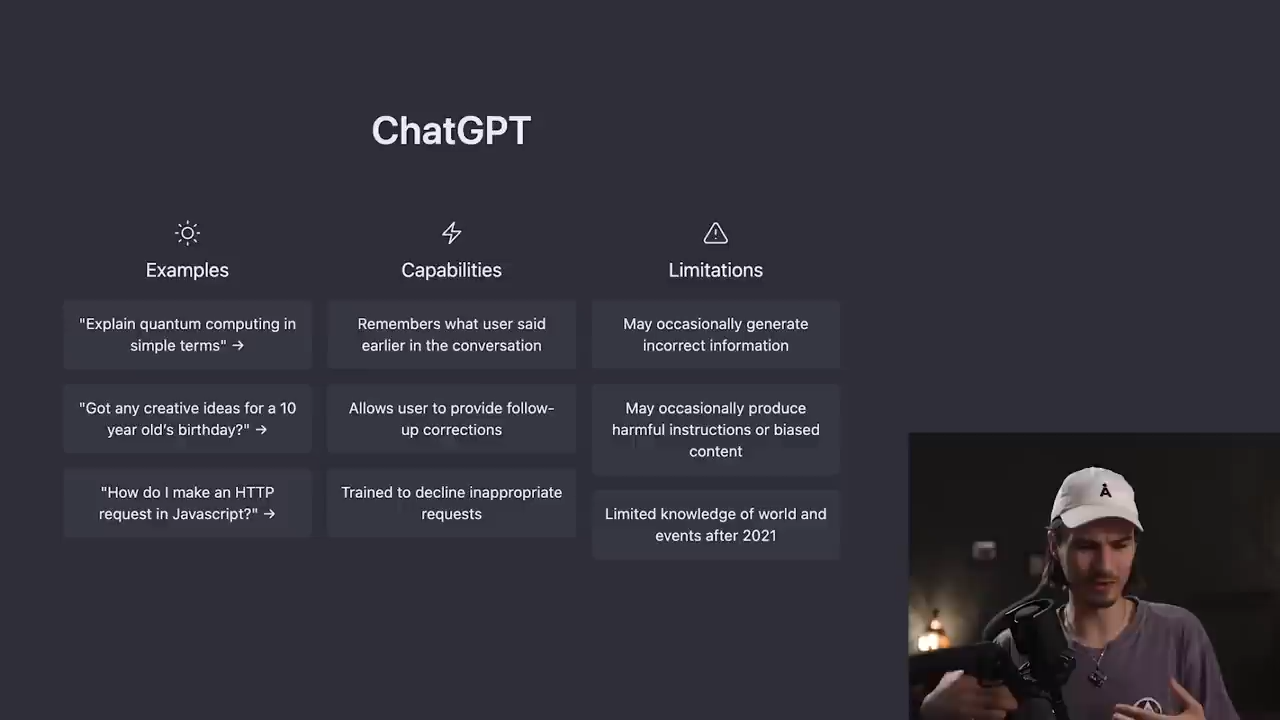 ChatGPT
Examples
"Explain quantum computing in
simple terms" →
"Got any creative ideas for a 10
year old's birthday?" →
"How do I make an HTTP
request in Javascript?" →
Capabilities
Remembers what user said
earlier in the conversation
Allows user to provide follow-
up corrections
Trained to decline inappropriate
requests
Limitations
May occasionally generate
incorrect information
May occasionally produce
harmful instructions or biased
content
Limited knowledge of world and
events after 2021